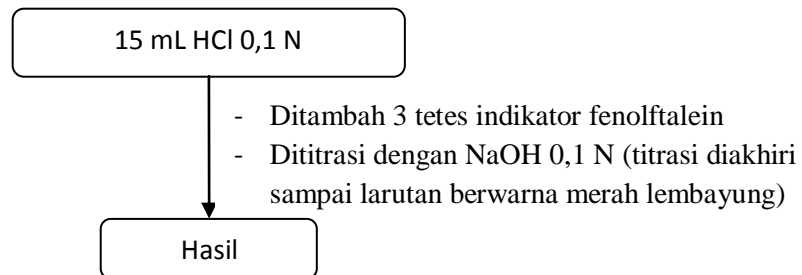 15 mL HCl 0,1 N
- Ditambah 3 tetes indikator fenolftalein
- Dititrasi dengan NaOH 0,1 N (titrasi diakhiri
sampai larutan berwarna merah lembayung)
Hasil